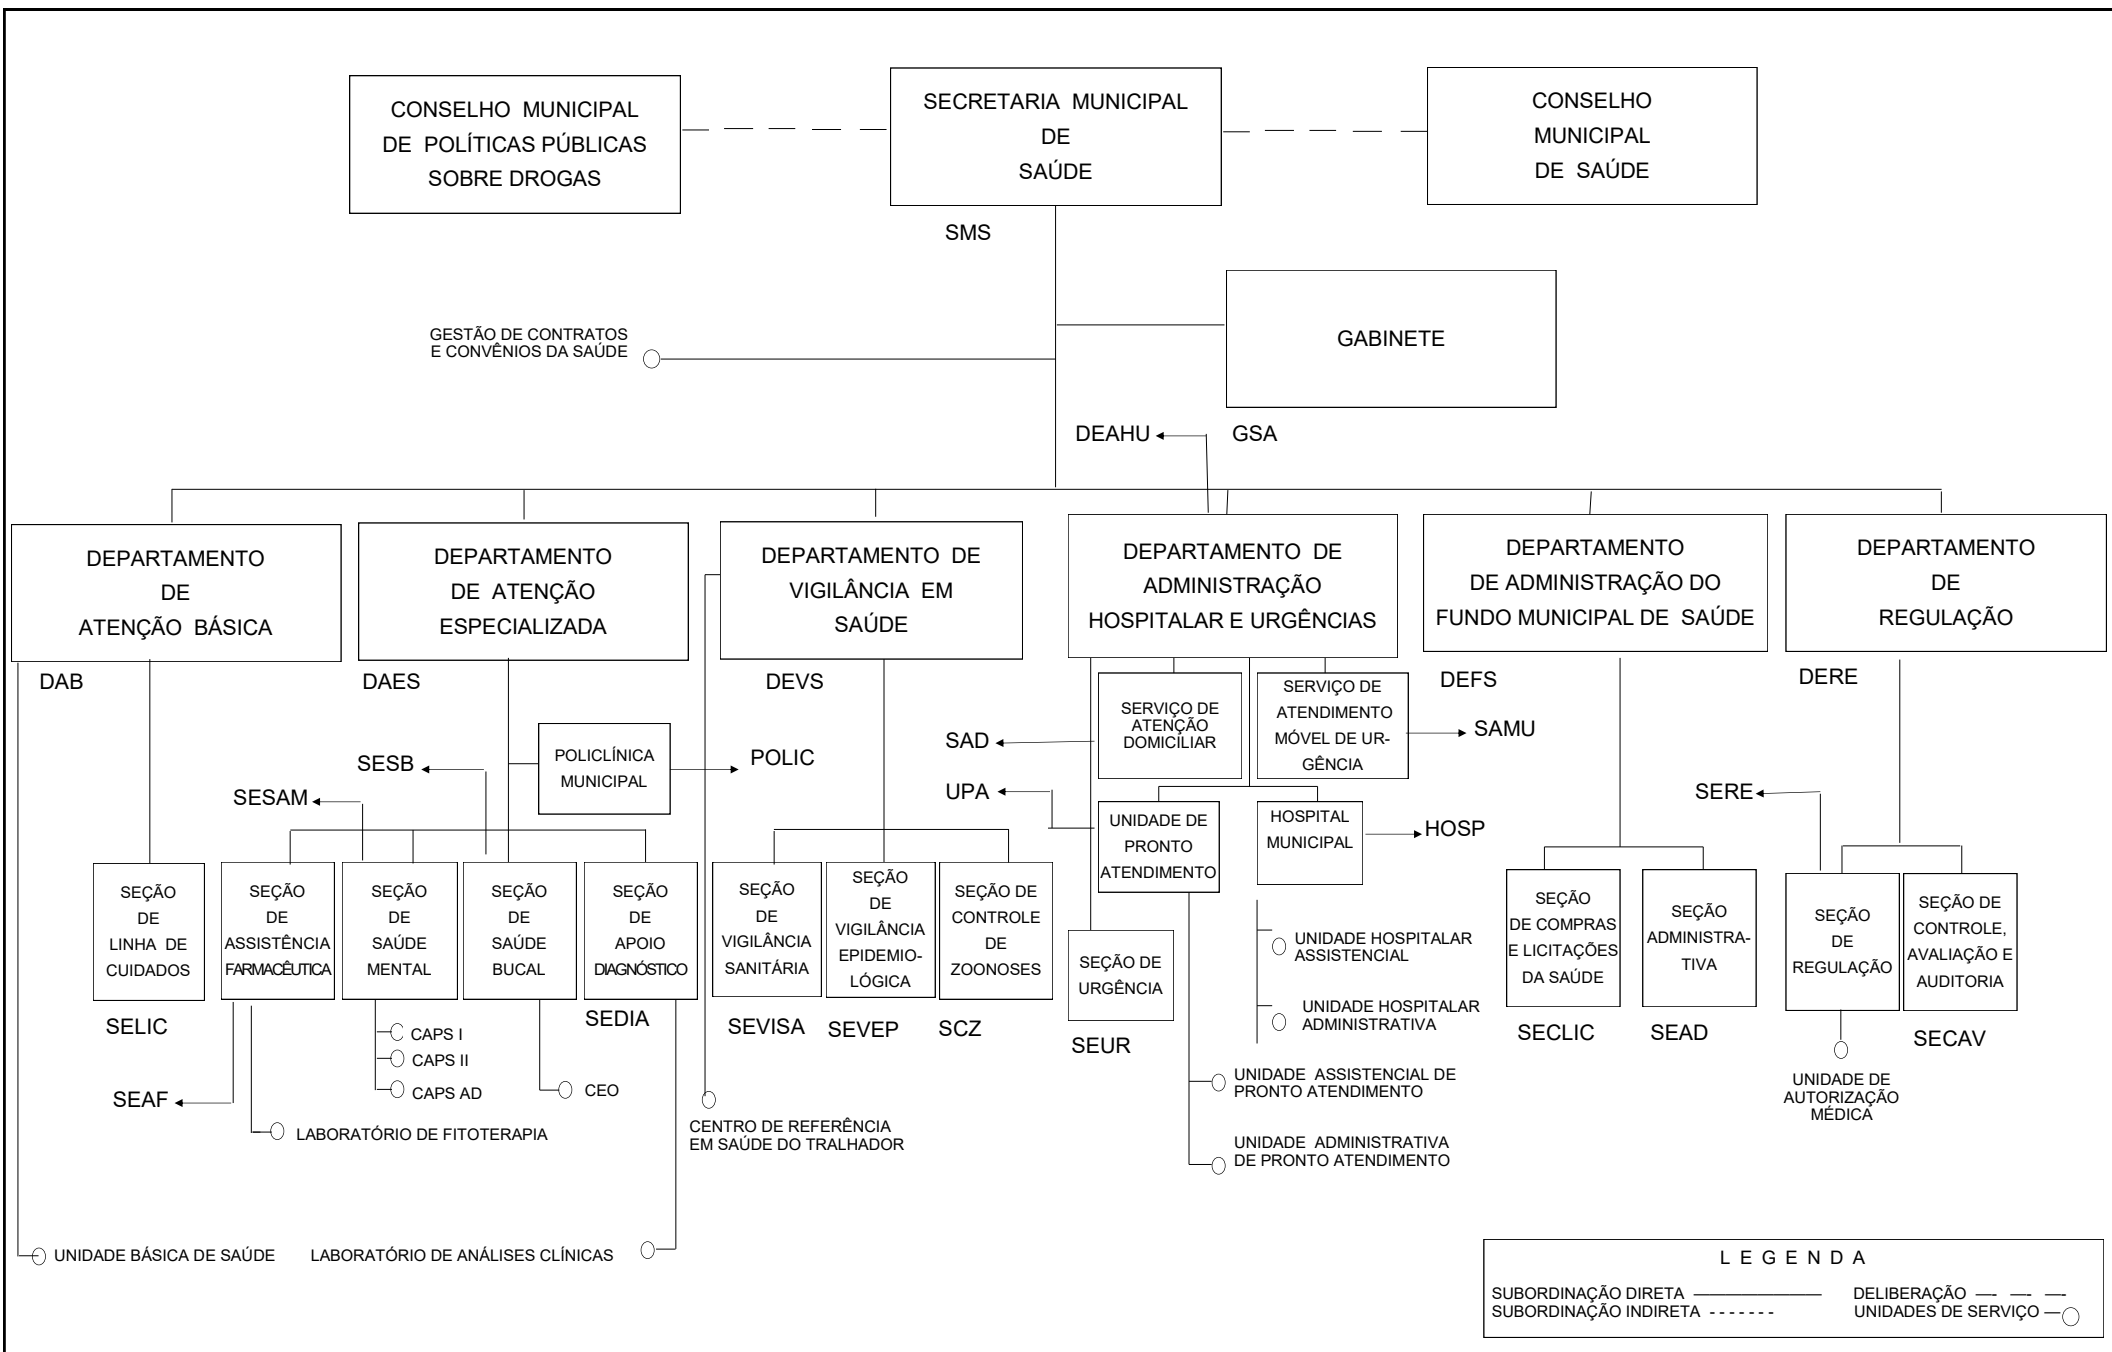 CONSELHO MUNICIPAL
DE POLÍTICAS PÚBLICAS
SOBRE DROGAS
SECRETARIA MUNICIPAL
DE
SAÚDE
CONSELHO
MUNICIPAL
DE SAÚDE
SMS
GESTÃO DE CONTRATOS
E CONVÊNIOS DA SAÚDE
GABINETE
DEAHU
GSA
DEPARTAMENTO
DE
ATENÇÃO BÁSICA
DEPARTAMENTO
DE ATENÇÃO
ESPECIALIZADA
DEPARTAMENTO DE
VIGILÂNCIA EM
SAÚDE
DEPARTAMENTO DE
ADMINISTRAÇÃO
HOSPITALAR E URGÊNCIAS
DEPARTAMENTO
DE ADMINISTRAÇÃO DO
FUNDO MUNICIPAL DE SAÚDE
DEPARTAMENTO
DE
REGULAÇÃO
DAB
DAES
DEVS
DEFS
DERE
SERVIÇO DE
ATENÇÃO
DOMICILIAR
SERVIÇO DE
ATENDIMENTO
MÓVEL DE UR-
GÊNCIA
SAD
SAMU
POLICLÍNICA
MUNICIPAL
POLIC
SESB
SESAM
UPA
SERE
UNIDADE DE
PRONTO
ATENDIMENTO
HOSPITAL
MUNICIPAL
HOSP
SEÇÃO
DE
LINHA DE
CUIDADOS
SEÇÃO
DE
ASSISTÊNCIA
FARMACÊUTICA
SEÇÃO
DE
SAÚDE
MENTAL
SEÇÃO
DE
SAÚDE
BUCAL
SEÇÃO
DE
APOIO
DIAGNÓSTICO
SEÇÃO
DE
VIGILÂNCIA
SANITÁRIA
SEÇÃO
DE
VIGILÂNCIA
EPIDEMIO-
LÓGICA
SEÇÃO DE
CONTROLE
DE
ZOONOSES
SEÇÃO DE
URGÊNCIA
UNIDADE HOSPITALAR
ASSISTENCIAL
UNIDADE HOSPITALAR
ADMINISTRATIVA
SEÇÃO
DE COMPRAS
E LICITAÇÕES
DA SAÚDE
SEÇÃO
ADMINISTRA-
TIVA
SEÇÃO
DE
REGULAÇÃO
SEÇÃO DE
CONTROLE,
AVALIAÇÃO E
AUDITORIA
SELIC
SEDIA
SEVISA
SEVEP
SCZ
SEUR
SECLIC
SEAD
SECAV
CAPS I
CAPS II
CAPS AD
CEO
SEAF
LABORATÓRIO DE FITOTERAPIA
CENTRO DE REFERÊNCIA
EM SAÚDE DO TRALHADOR
UNIDADE ASSISTENCIAL DE
PRONTO ATENDIMENTO
UNIDADE ADMINISTRATIVA
DE PRONTO ATENDIMENTO
UNIDADE DE
AUTORIZAÇÃO
MÉDICA
UNIDADE BÁSICA DE SAÚDE
LABORATÓRIO DE ANÁLISES CLÍNICAS
L E G E N D A
SUBORDINAÇÃO DIRETA
DELIBERAÇÃO
SUBORDINAÇÃO INDIRETA
UNIDADES DE SERVIÇO